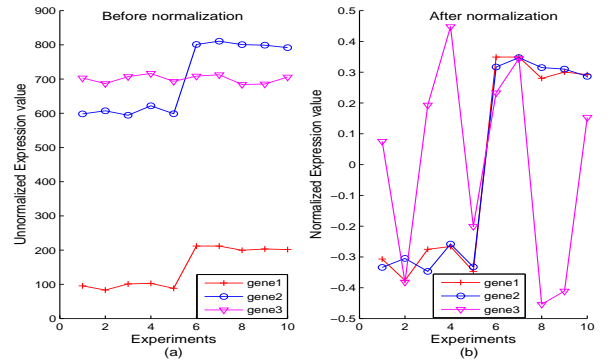 Before normalization
900
800
700
600
500
400
300
200
100
0
Unnormalized Expression value
0 2 4 6 8 10
Experiments
(a)
gene1
gene2
gene3
After normalization
0.5
0.4
0.3
0.2
0.1
0
−0.1
−0.2
−0.3
−0.4
−0.5
Normalized Expression value
0 2 4 6 8 10
Experiments
(b)
gene1
gene2
gene3